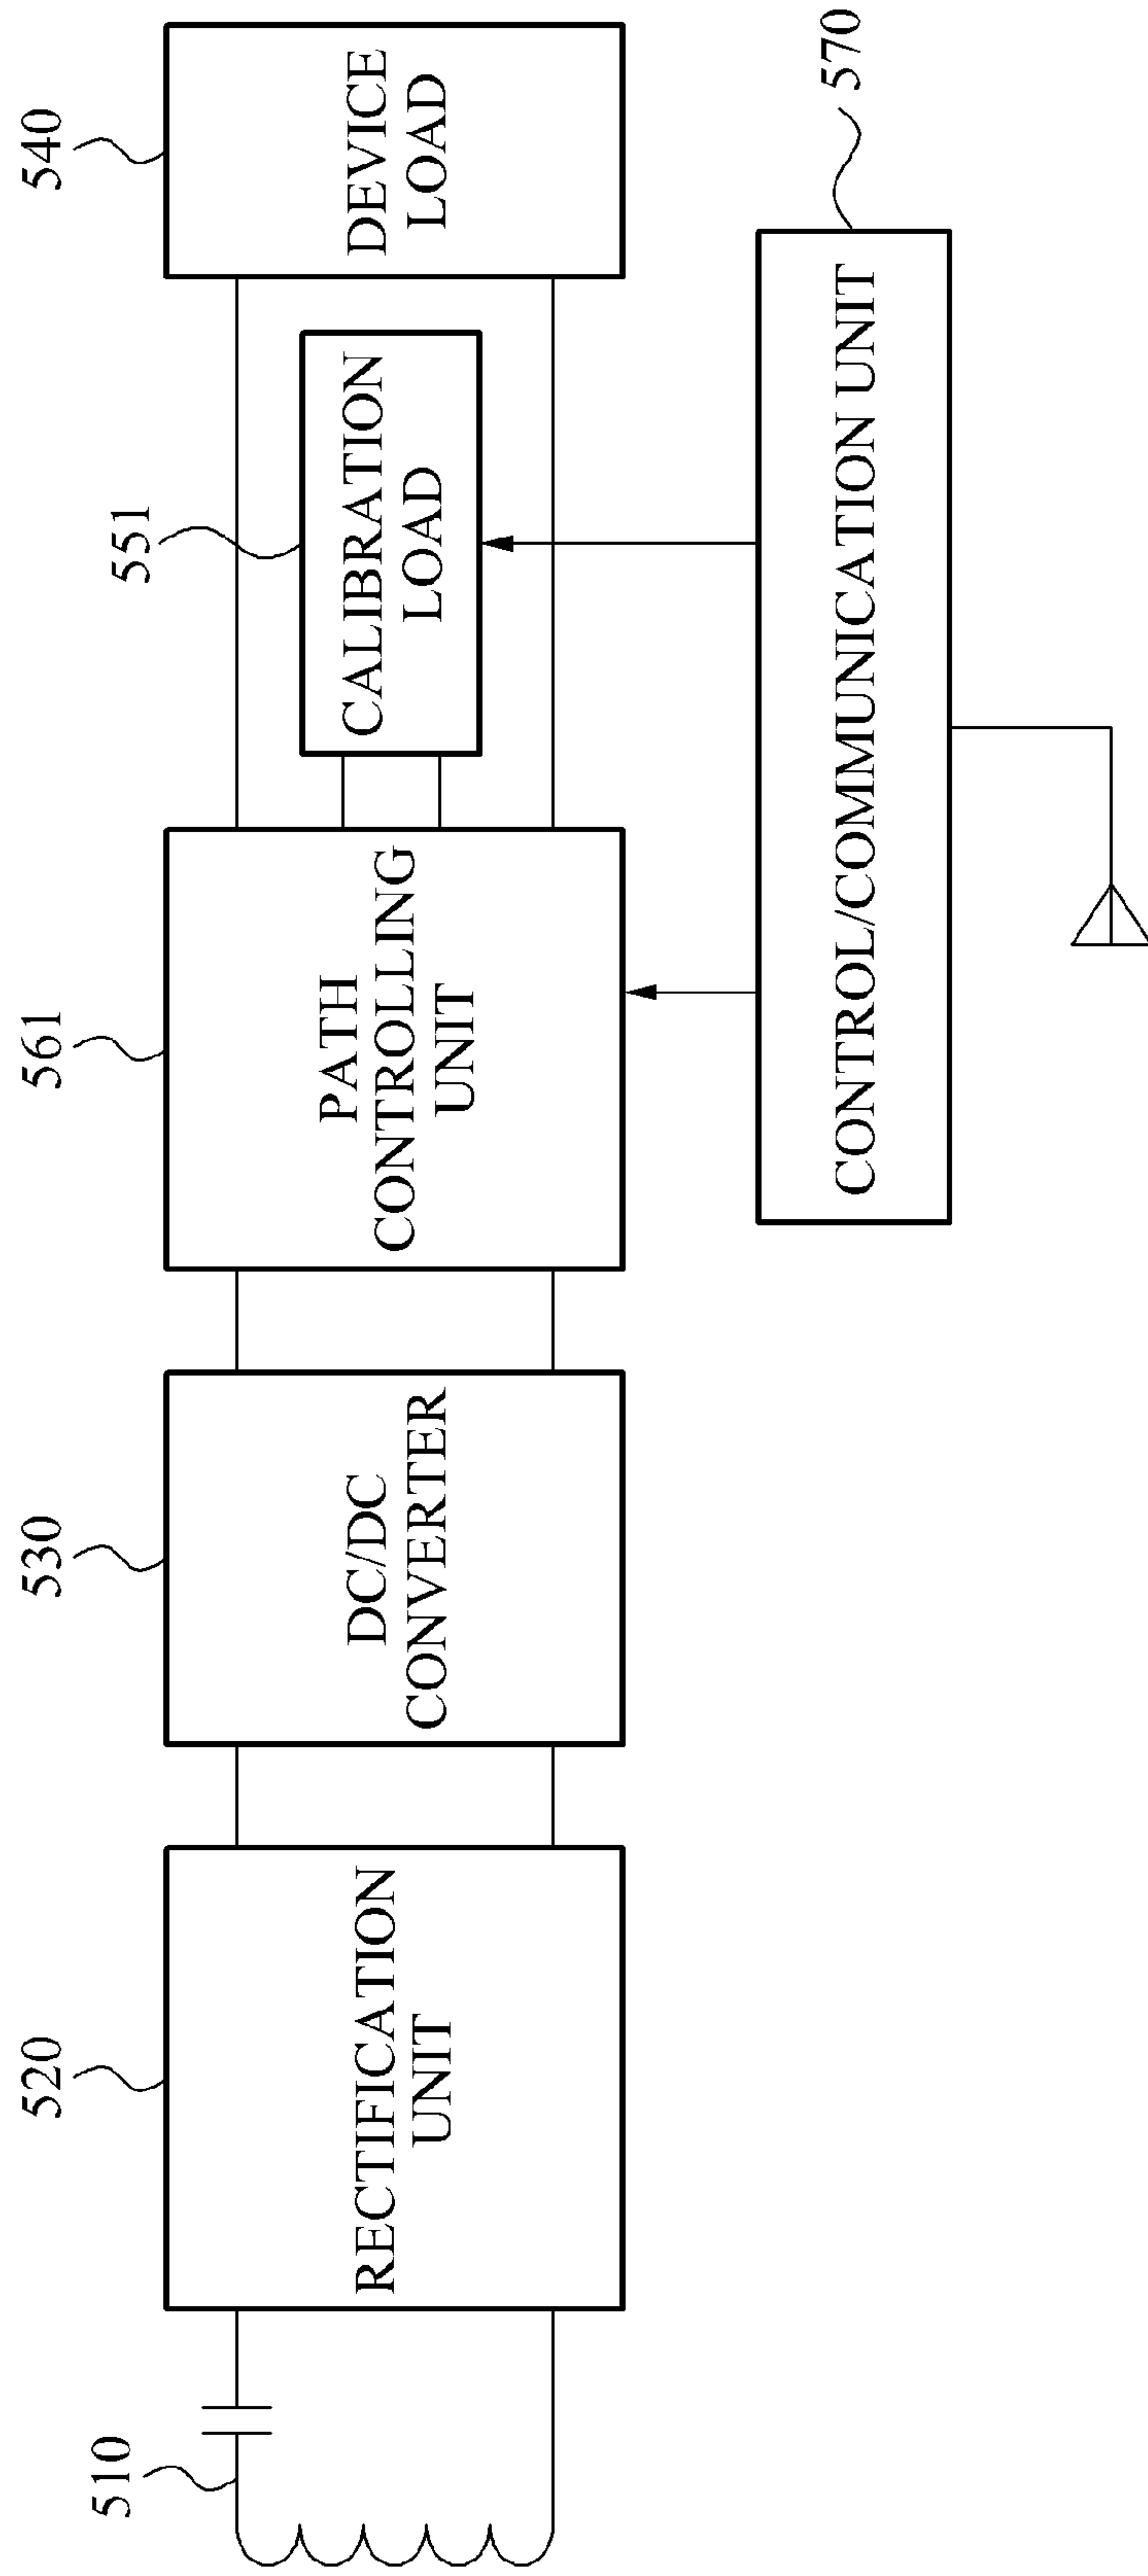 510
520
530
561
551
540
RECTIFICATION
UNIT
DC/DC
CONVERTER
PATH
CONTROLLING
UNIT
CALIBRATION
LOAD
DEVICE
LOAD
CONTROL/COMMUNICATION UNIT
570